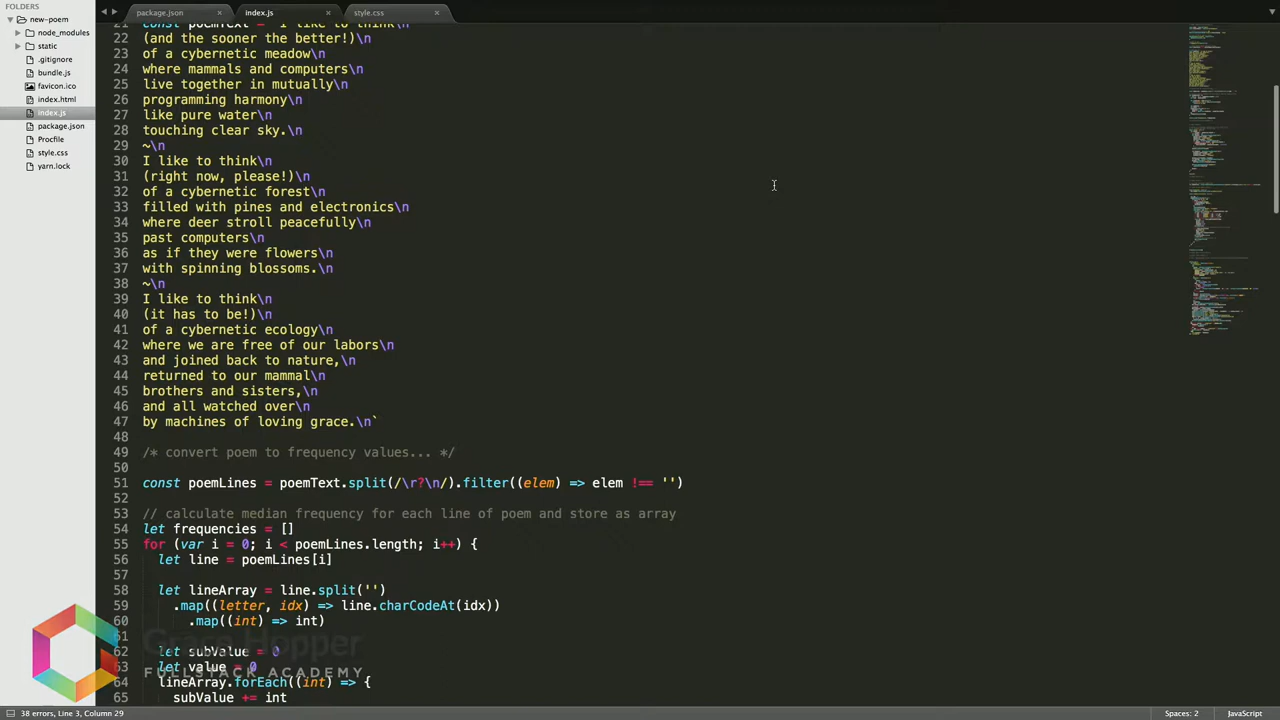 FOLDERS
new-poem
node_modules
static
.gitignore
bundle.js
favicon.ico
index.html
index.js
package.json
Procfile
style.css
yarn.lock
package.json × index.js × style.css ×
21 const poemText = `I like to think\n
22 (and the sooner the better!)\n
23 of a cybernetic meadow
24 where mammals and computers\n
25 live together in mutually\n
26 programming harmony\n
27 like pure water\n
28 touching clear sky.\n
29 ~\n
30 I like to think\n
31 (right now, please!)\n
32 of a cybernetic forest\n
33 filled with pines and electronics\n
34 where deer stroll peacefully\n
35 past computers\n
36 as if they were flowers\n
37 with spinning blossoms.\n
38 ~\n
39 I like to think\n
40 (it has to be!)\n
41 of a cybernetic ecology\n
42 where we are free of our labors\n
43 and joined back to nature,\n
44 returned to our mammal\n
45 brothers and sisters,\n
46 and all watched over\n
47 by machines of loving grace.\n`
48
49 /* convert poem to frequency values... */
50
51 const poemLines = poemText.split(/\r?\n/).filter((elem) => elem !== '')
52
53 // calculate median frequency for each line of poem and store as array
54 let frequencies = []
55 for (var i = 0; i < poemLines.length; i++) {
56 let line = poemLines[i]
57
58 let lineArray = line.split('')
59 .map((letter, idx) => line.charCodeAt(idx))
60 .map((int) => int)
61
62 let subValue = 0
63 let value = 0
64 lineArray.forEach((int) => {
65 subValue += int
Grace Hopper
FULLSTACK ACADEMY
38 errors, Line 3, Column 29
Spaces: 2
JavaScript